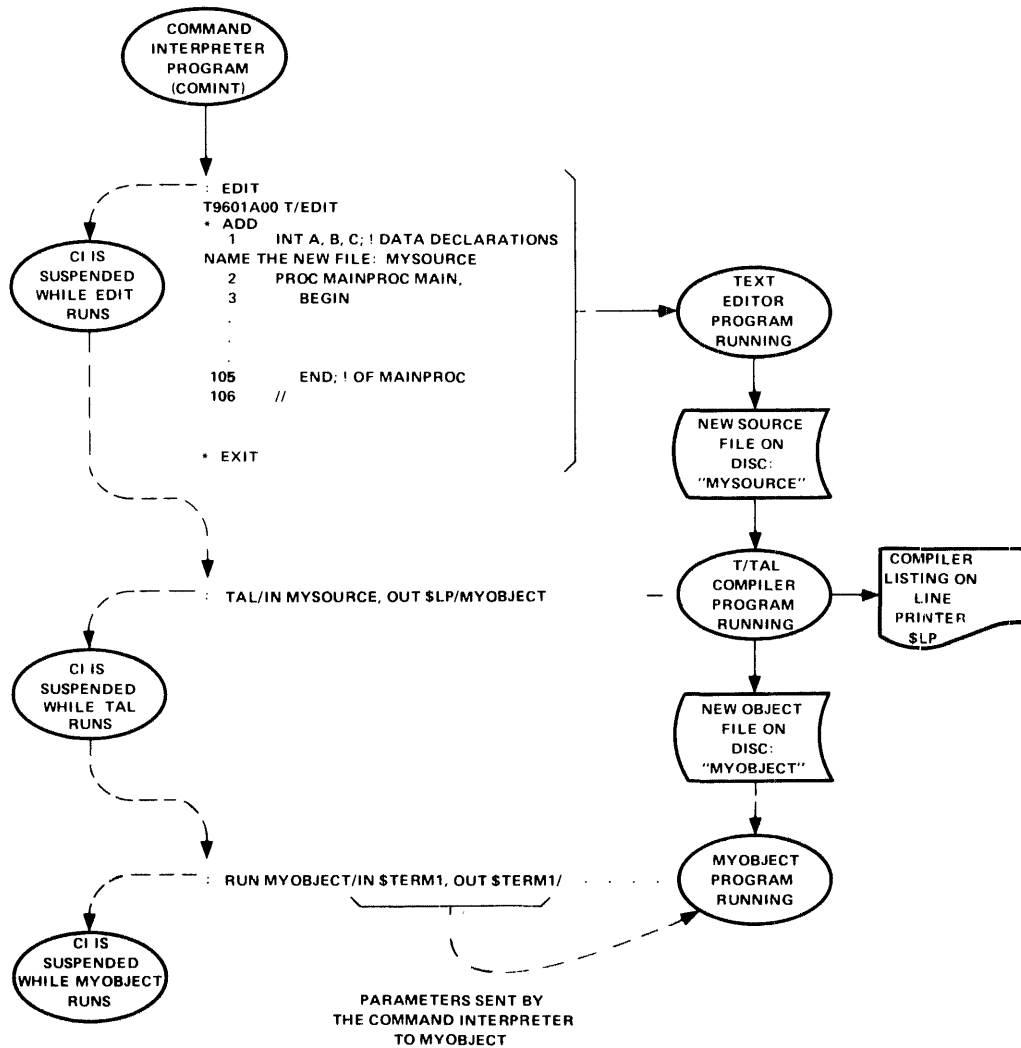 COMMAND
INTERPRETER
PROGRAM
(COMINT)
: EDIT
T9601A00 T/EDIT
* ADD
1 INT A, B, C; ! DATA DECLARATIONS
NAME THE NEW FILE: MYSOURCE
2 PROC MAINPROC MAIN,
3 BEGIN
.
.
.
105 END; ! OF MAINPROC
106 //
* EXIT
CI IS
SUSPENDED
WHILE EDIT
RUNS
TEXT
EDITOR
PROGRAM
RUNNING
NEW SOURCE
FILE ON
DISC:
"MYSOURCE"
: TAL/IN MYSOURCE, OUT $LP/MYOBJECT
T/TAL
COMPILER
PROGRAM
RUNNING
COMPILER
LISTING ON
LINE
PRINTER
$LP
CI IS
SUSPENDED
WHILE TAL
RUNS
NEW OBJECT
FILE ON
DISC:
"MYOBJECT"
: RUN MYOBJECT/IN $TERM1, OUT $TERM1/ . . . . .
MYOBJECT
PROGRAM
RUNNING
CI IS
SUSPENDED
WHILE MYOBJECT
RUNS
PARAMETERS SENT BY
THE COMMAND INTERPRETER
TO MYOBJECT